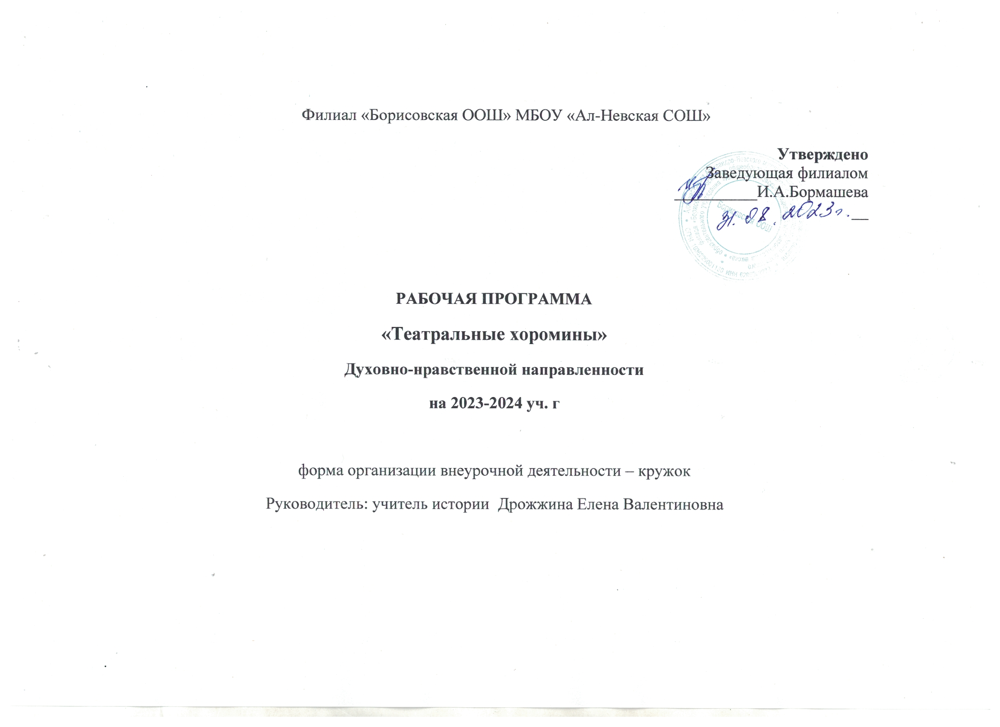 Филиал «Борисовская ООШ» МБОУ «Ал-Невская СОШ»
Утверждено
Заведующая филиалом
__________И.А.Бормашева
31. 08. 2023г.__
Борисовская ООШ
РАБОЧАЯ ПРОГРАММА
«Театральные хоромины»
Духовно-нравственной направленности
на 2023-2024 уч. г
форма организации внеурочной деятельности – кружок
Руководитель: учитель истории  Дрожжина Елена Валентиновна